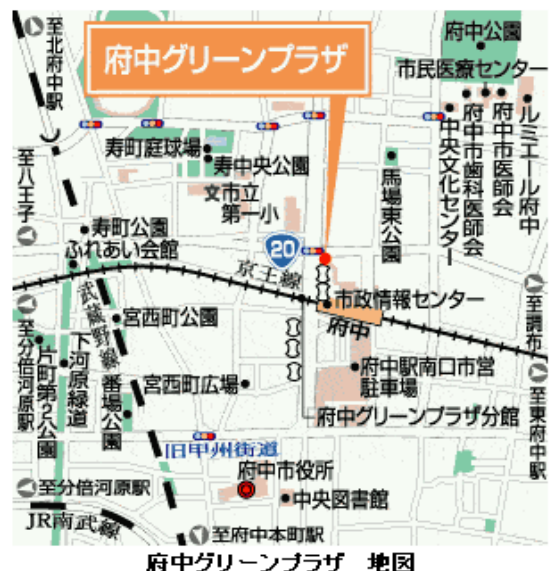 至北府中駅
府中グリーンプラザ
府中公園
市民医療センター
ルミエール府中
府中市医師会
府中市歯科医師会
中央文化センター
寿町庭球場
寿中央公園
文市立
第一小
馬場東公園
至八王子
寿町公園
ふれあい会館
20
京王線
市政情報センター
府中
至調布
武蔵野線
宮西町公園
至分倍河原駅
片町第2公園
下河原緑道
番場公園
宮西町広場
府中駅南口市営
駐車場
至東府中駅
府中グリーンプラザ分館
旧甲州街道
府中市役所
至分倍河原駅
中央図書館
JR南武線
至府中本町駅
府中グリーンプラザ 地図